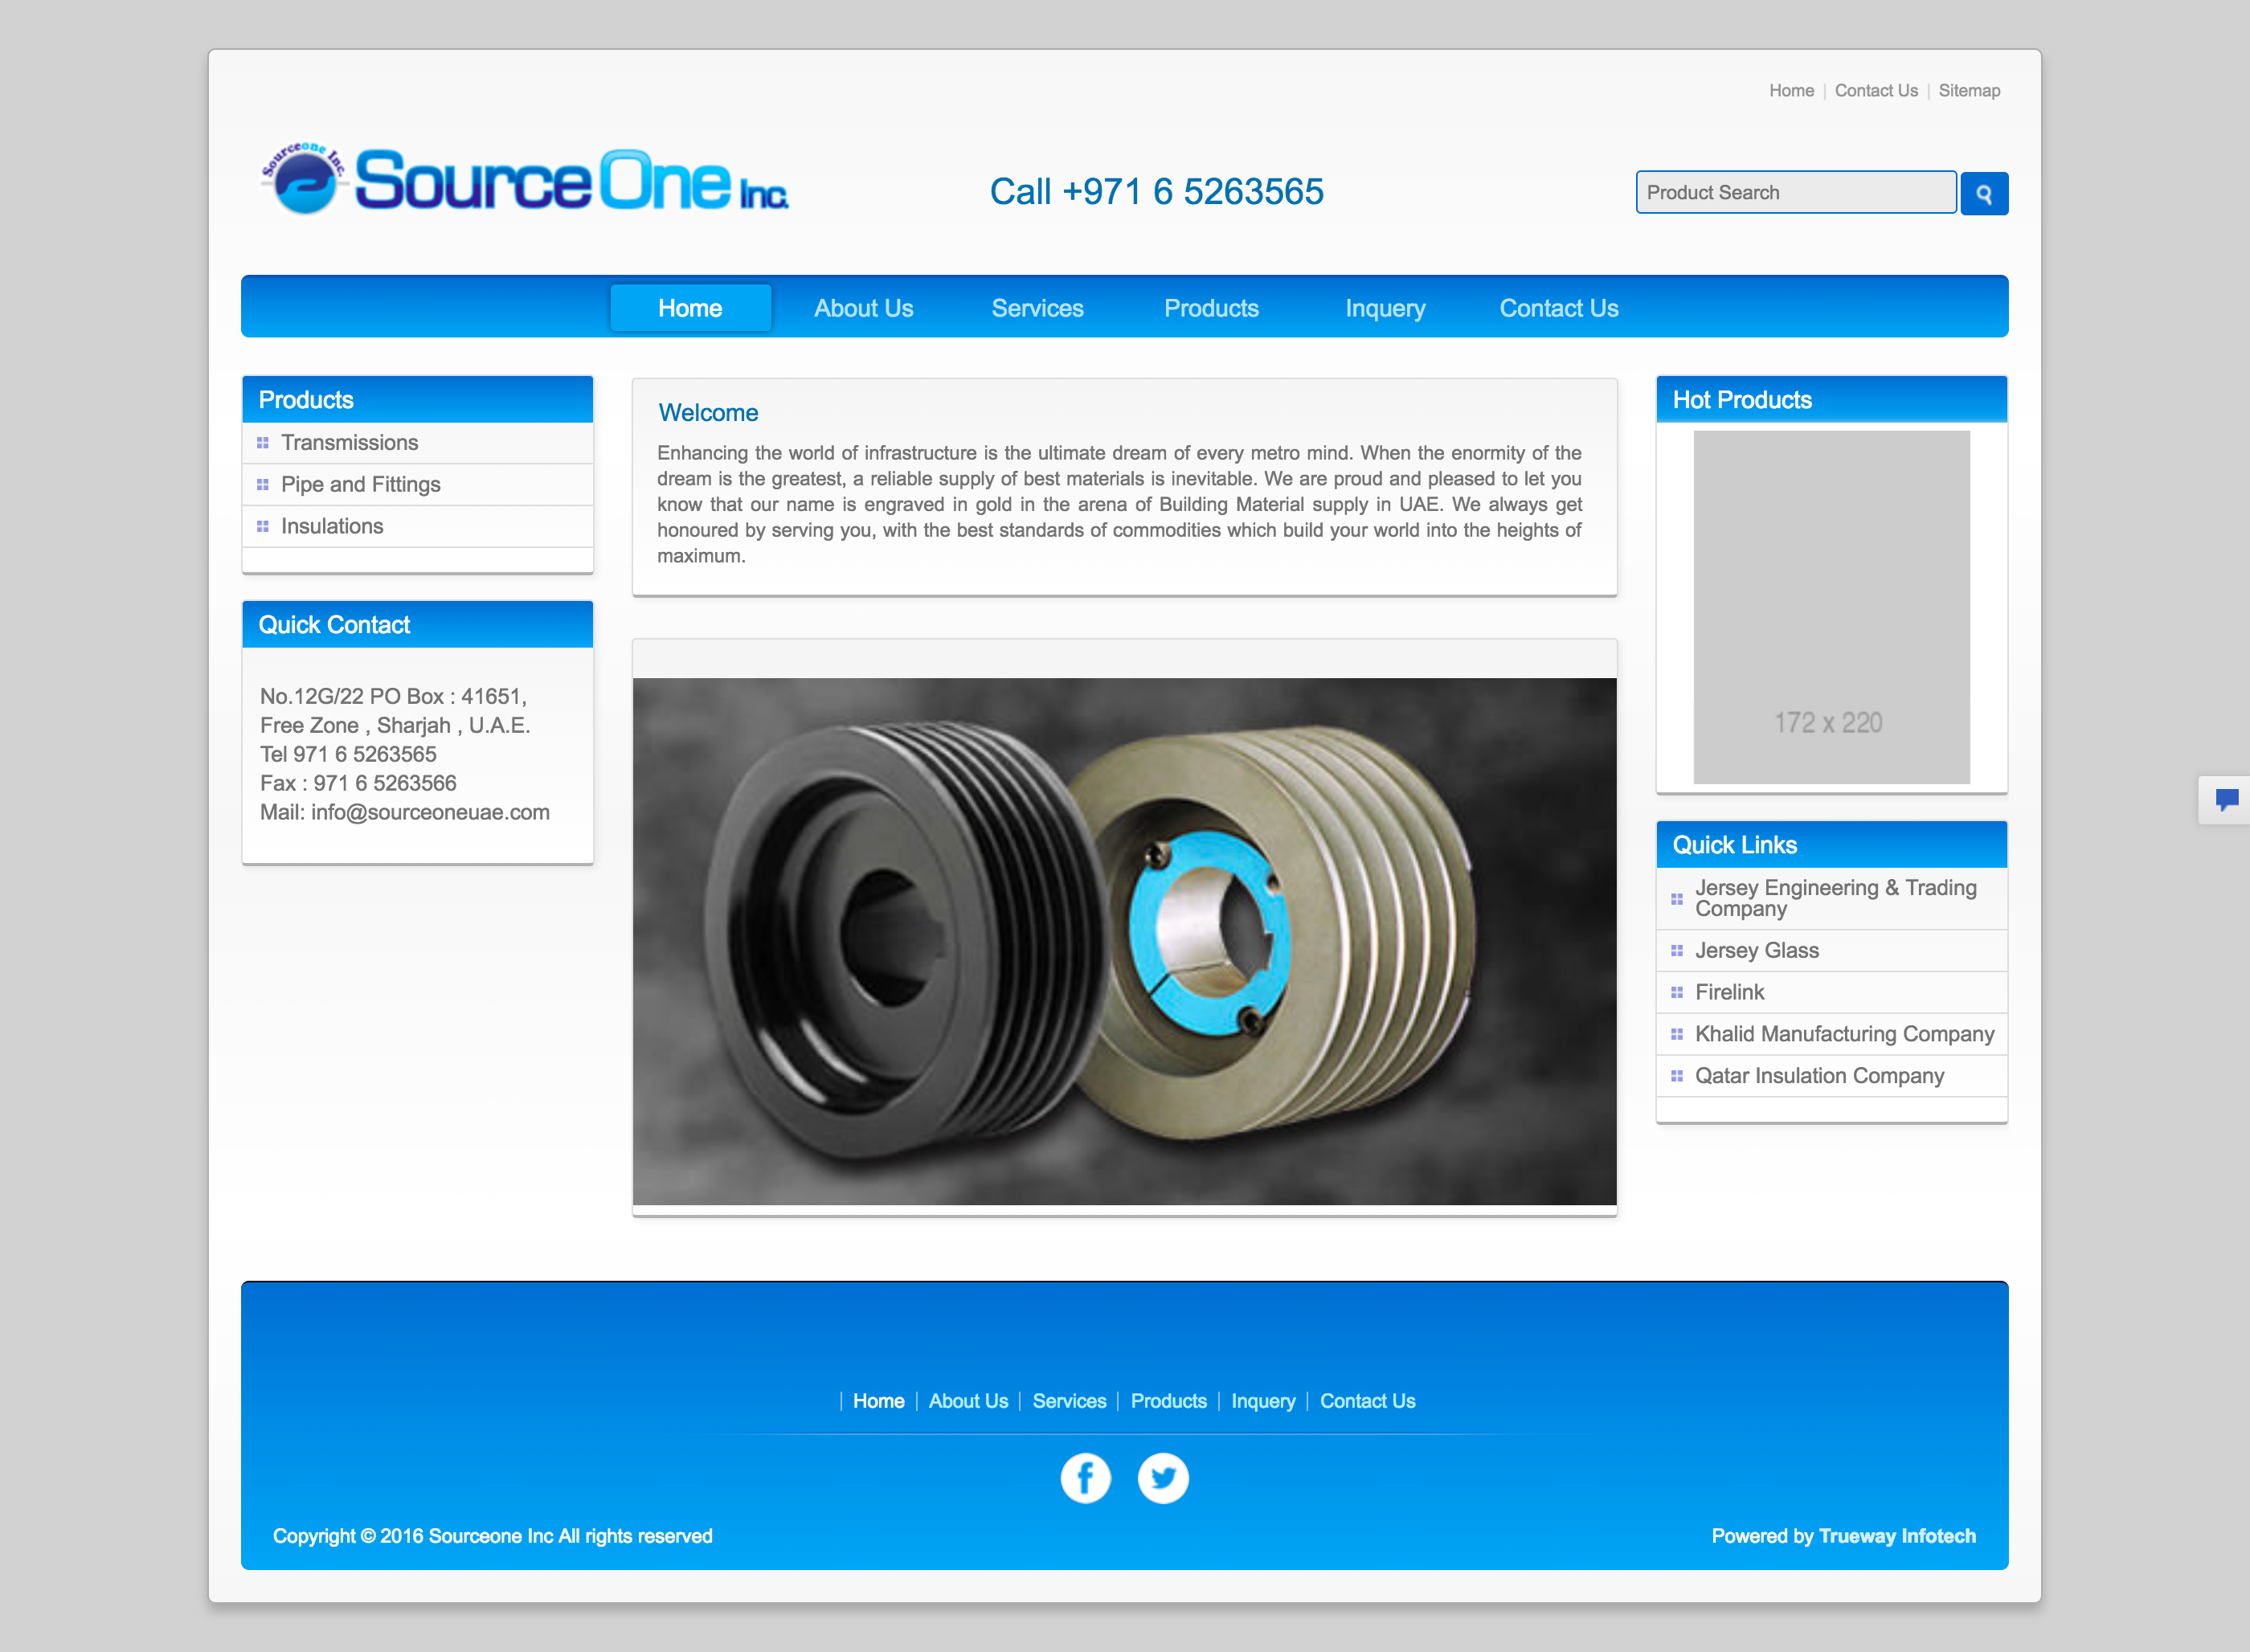 Home | Contact Us | Sitemap
Sourceone Inc.
Source One Inc.
Call +971 6 5263565
Product Search
Home About Us Services Products Inquery Contact Us
Products
Transmissions
Pipe and Fittings
Insulations
Quick Contact
No.12G/22 PO Box : 41651,
Free Zone , Sharjah , U.A.E.
Tel 971 6 5263565
Fax : 971 6 5263566
Mail: info@sourceoneuae.com
Welcome
Enhancing the world of infrastructure is the ultimate dream of every metro mind. When the enormity of the
dream is the greatest, a reliable supply of best materials is inevitable. We are proud and pleased to let you
know that our name is engraved in gold in the arena of Building Material supply in UAE. We always get
honoured by serving you, with the best standards of commodities which build your world into the heights of
maximum.
Hot Products
172 x 220
Quick Links
Jersey Engineering & Trading
Company
Jersey Glass
Firelink
Khalid Manufacturing Company
Qatar Insulation Company
| Home | About Us | Services | Products | Inquery | Contact Us
Copyright © 2016 Sourceone Inc All rights reserved
Powered by Trueway Infotech